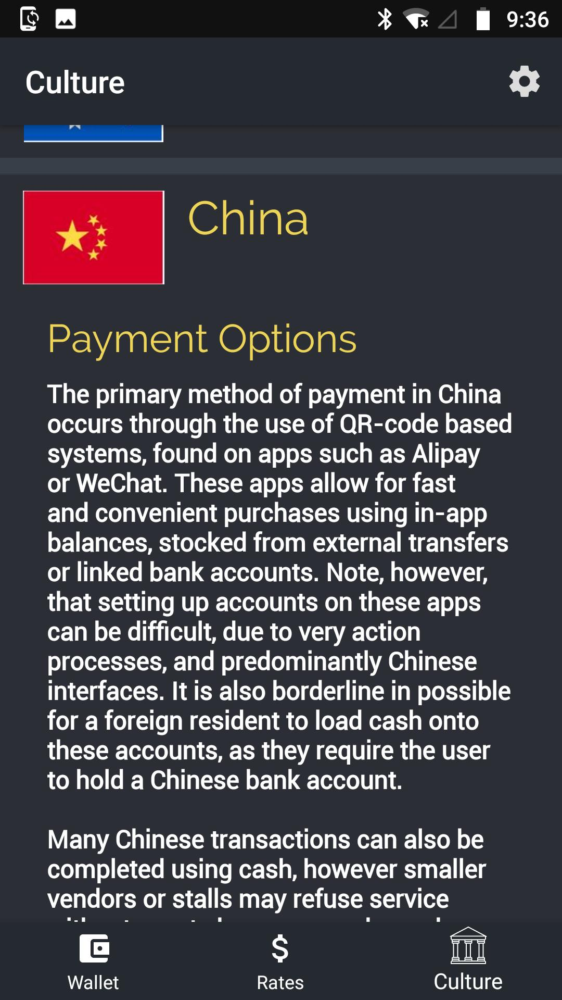 9:36
Culture
China
Payment Options
The primary method of payment in China
occurs through the use of QR-code based
systems, found on apps such as Alipay
or WeChat. These apps allow for fast
and convenient purchases using in-app
balances, stocked from external transfers
or linked bank accounts. Note, however,
that setting up accounts on these apps
can be difficult, due to very action
processes, and predominantly Chinese
interfaces. It is also borderline in possible
for a foreign resident to load cash onto
these accounts, as they require the user
to hold a Chinese bank account.
Many Chinese transactions can also be
completed using cash, however smaller
vendors or stalls may refuse service
Wallet
Rates
Culture